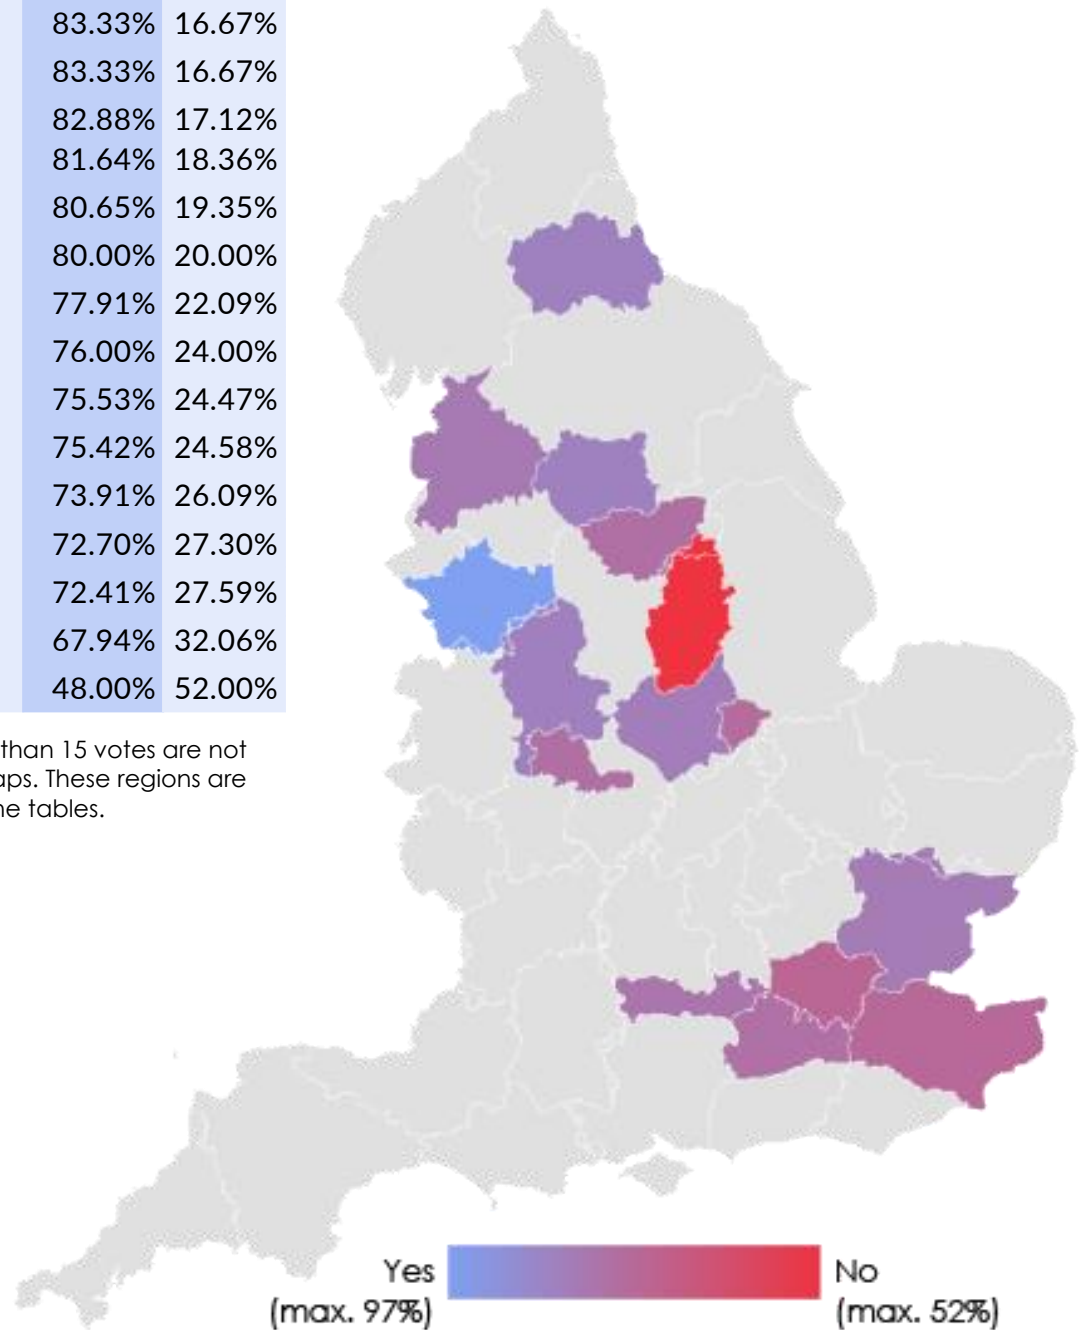 83.33% 16.67%
83.33% 16.67%
82.88% 17.12%
81.64% 18.36%
80.65% 19.35%
80.00% 20.00%
77.91% 22.09%
76.00% 24.00%
75.53% 24.47%
75.42% 24.58%
73.91% 26.09%
72.70% 27.30%
72.41% 27.59%
67.94% 32.06%
48.00% 52.00%
than 15 votes are not
aps. These regions are
ne tables.
Yes
(max. 97%)
No
(max. 52%)